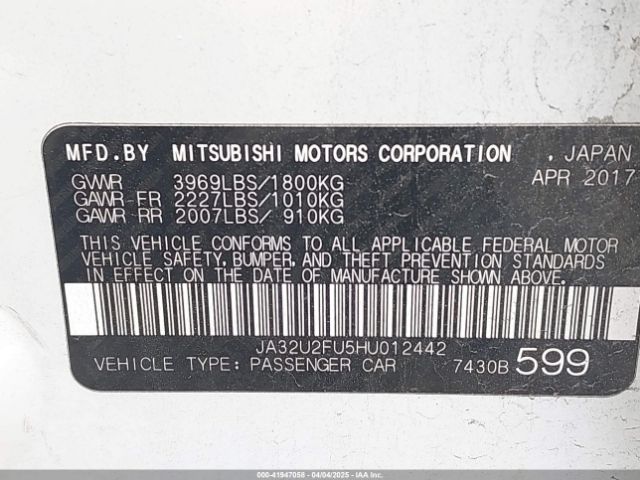 MFD.BY MITSUBISHI MOTORS CORPORATION , JAPAN
GVWR 3969LBS/1800KG APR 2017
GAWR FR 2227LBS/1010KG
GAWR RR 2007LBS/ 910KG
THIS VEHICLE CONFORMS TO ALL APPLICABLE FEDERAL MOTOR
VEHICLE SAFETY, BUMPER, AND THEFT PREVENTION STANDARDS
IN EFFECT ON THE DATE OF MANUFACTURE SHOWN ABOVE.
JA32U2FU5HU012442
VEHICLE TYPE: PASSENGER CAR 7430B 599
000-41947058 - 04/04/2025 - Copyright © IAA, LLC